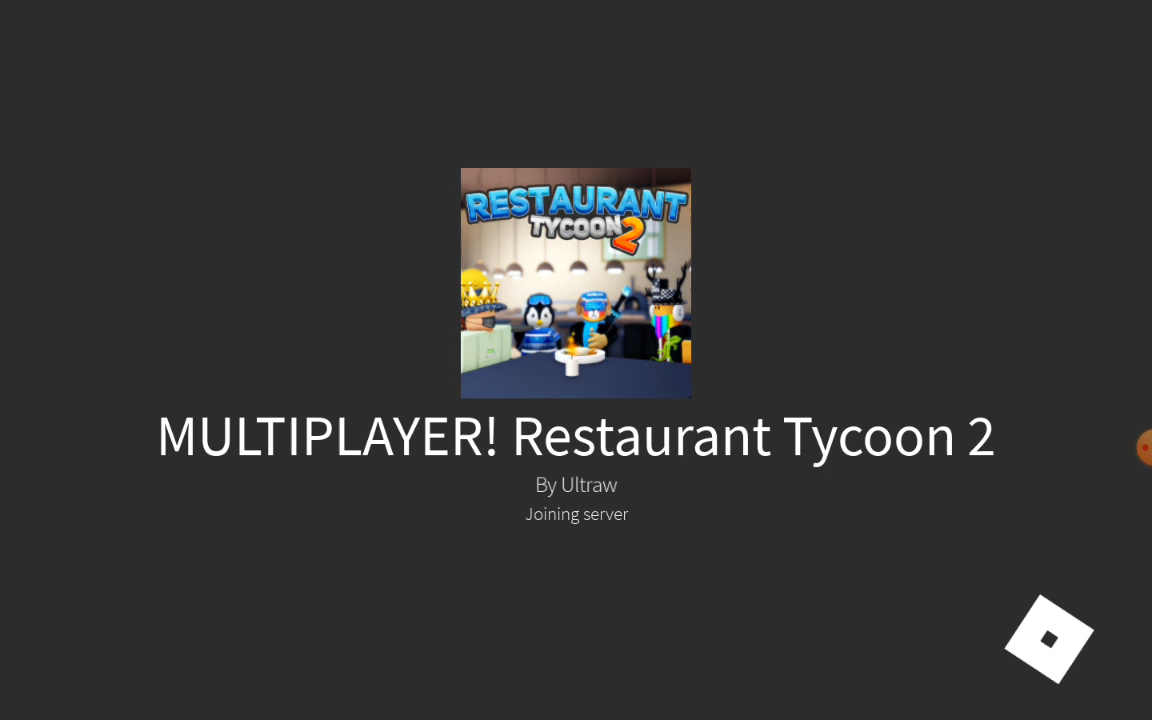 RESTAURANT
TYCOON 2
MULTIPLAYER! Restaurant Tycoon 2
By Ultraw
Joining server